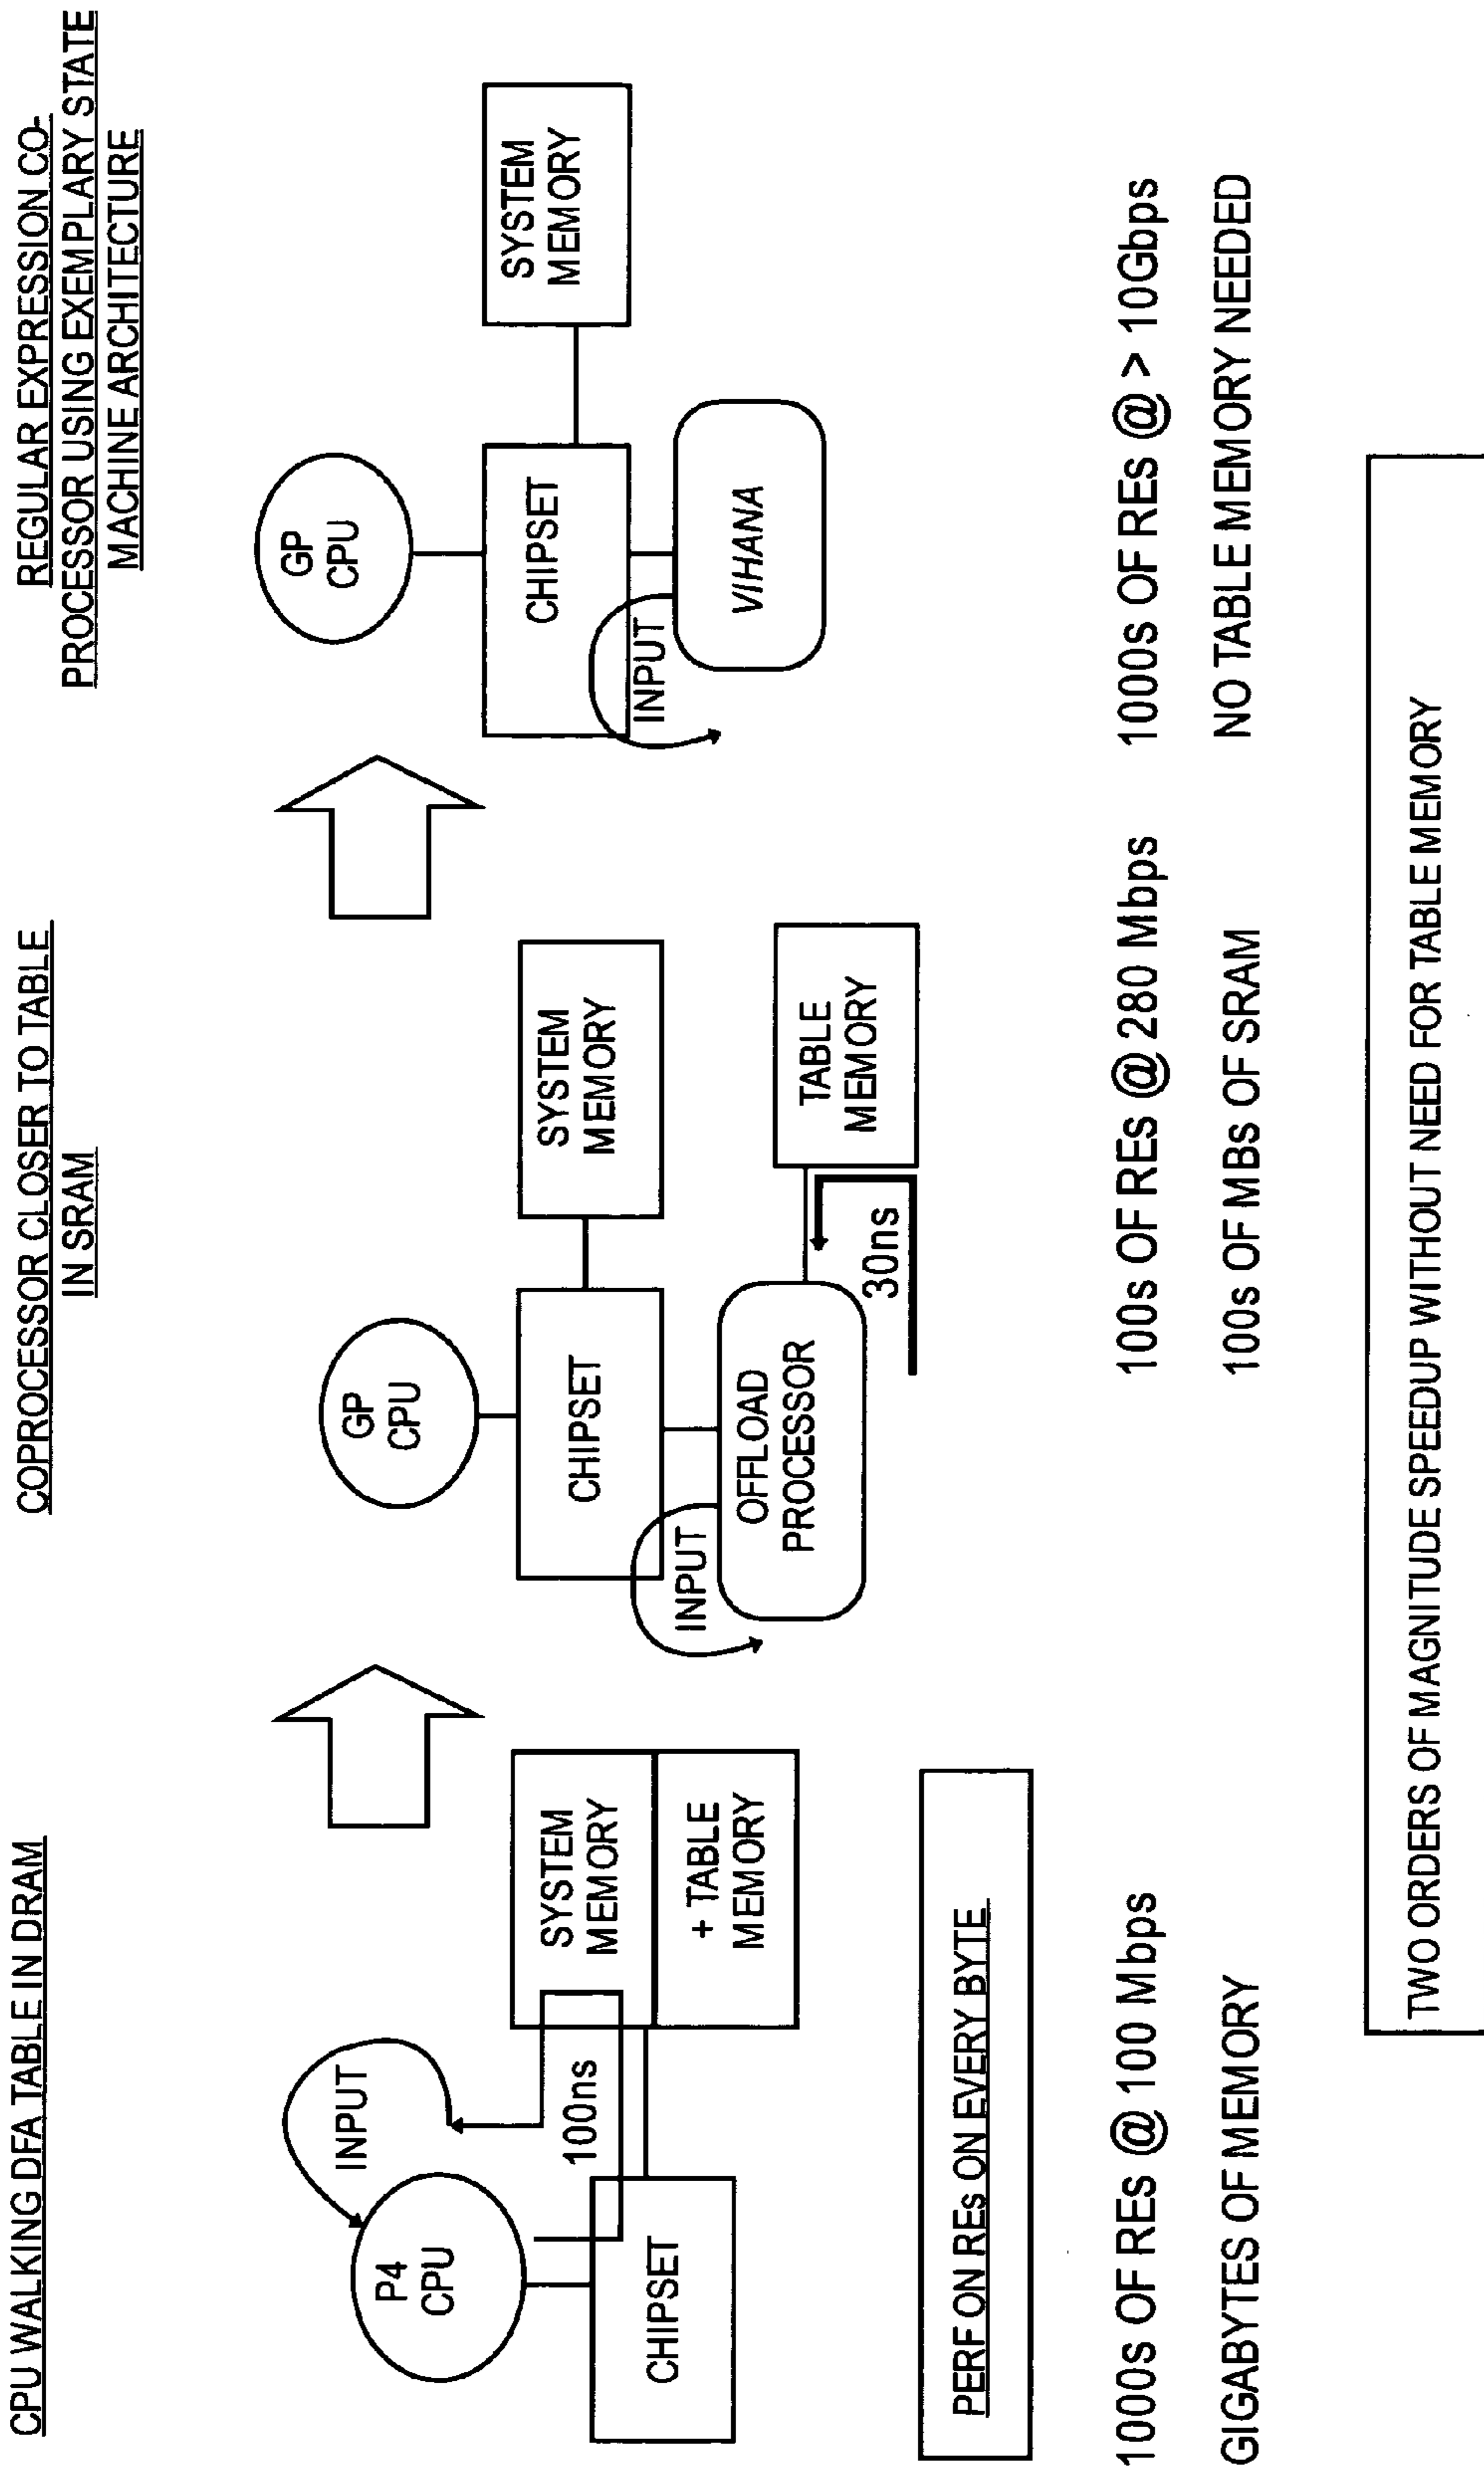 CPU WALKING DFA TABLE IN DRAM
INPUT
P4
CPU
100ns
CHIPSET
SYSTEM
MEMORY
+ TABLE
MEMORY
PERF ON REs ON EVERY BYTE
1000s OF REs @ 100 Mbps
GIGABYTES OF MEMORY
COPROCESSOR CLOSER TO TABLE
IN SRAM
GP
CPU
CHIPSET
SYSTEM
MEMORY
INPUT
OFFLOAD
PROCESSOR
30ns
TABLE
MEMORY
100s OF REs @ 280 Mbps
100s OF MBs OF SRAM
REGULAR EXPRESSION CO-
PROCESSOR USING EXEMPLARY STATE
MACHINE ARCHITECTURE
GP
CPU
CHIPSET
SYSTEM
MEMORY
INPUT
VIHANA
1000s OF REs @ > 10Gbps
NO TABLE MEMORY NEEDED
TWO ORDERS OF MAGNITUDE SPEEDUP WITHOUT NEED FOR TABLE MEMORY